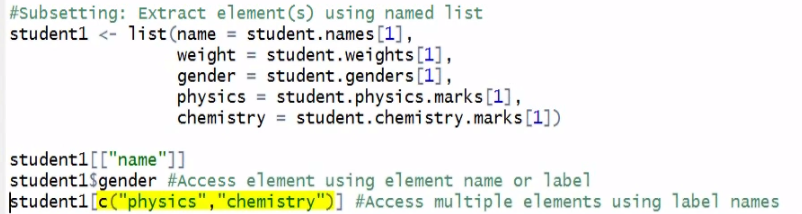 #Subsetting: Extract element(s) using named list
student1 <- list(name = student.names[1],
weight = student.weights[1],
gender = student.genders[1],
physics = student.physics.marks[1],
chemistry = student.chemistry.marks[1])
student1[["name"]]
student1$gender #Access element using element name or label
student1[c("physics","chemistry")] #Access multiple elements using label names